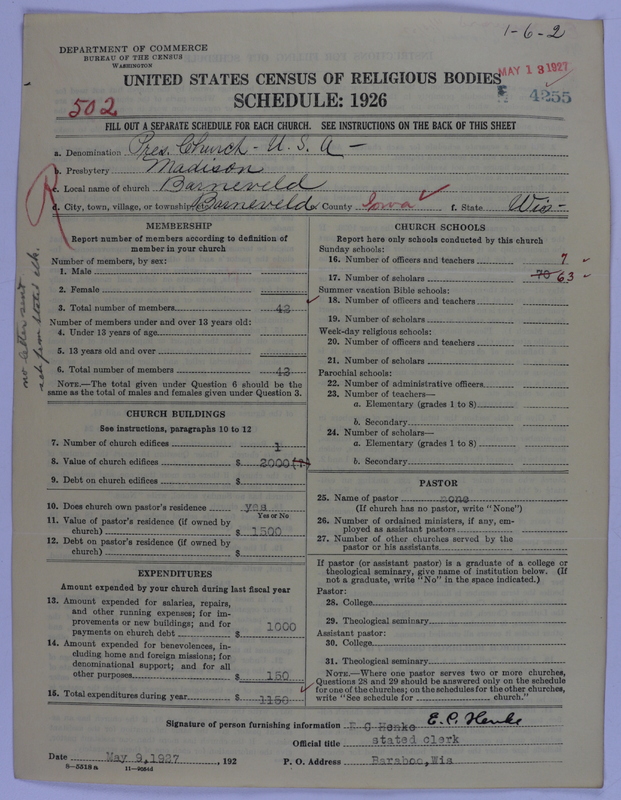 1-6-2
DEPARTMENT OF COMMERCE
BUREAU OF THE CENSUS
WASHINGTON
UNITED STATES CENSUS OF RELIGIOUS BODIES
MAY 13 1927
502
SCHEDULE: 1926
4255
FILL OUT A SEPARATE SCHEDULE FOR EACH CHURCH. SEE INSTRUCTIONS ON THE BACK OF THIS SHEET
a. Denomination Pres. Church - U. S. A -
b. Presbytery Madison
c. Local name of church Barneveld
d. City, town, village, or township Barneveld County Iowa f. State Wis-
R
no letter sent
sch from stated clk.
MEMBERSHIP
Report number of members according to definition of
member in your church
Number of members, by sex:
1. Male
2. Female
3. Total number of members 42
Number of members under and over 13 years old:
4. Under 13 years of age
5. 13 years old and over
6. Total number of members 42
NOTE.—The total given under Question 6 should be the
same as the total of males and females given under Question 3.
CHURCH BUILDINGS
See instructions, paragraphs 10 to 12
7. Number of church edifices 1
8. Value of church edifices $ 2000(?)
9. Debt on church edifices $
10. Does church own pastor's residence yes
Yes or No
11. Value of pastor's residence (if owned by
church) $ 1500
12. Debt on pastor's residence (if owned by
church) $
EXPENDITURES
Amount expended by your church during last fiscal year
13. Amount expended for salaries, repairs,
and other running expenses; for im-
provements or new buildings; and for
payments on church debt $ 1000
14. Amount expended for benevolences, in-
cluding home and foreign missions; for
denominational support; and for all
other purposes $ 150
15. Total expenditures during year $ 1150
CHURCH SCHOOLS
Report here only schools conducted by this church
Sunday schools:
16. Number of officers and teachers 7
17. Number of scholars 70 63
Summer vacation Bible schools:
18. Number of officers and teachers
19. Number of scholars
Week-day religious schools:
20. Number of officers and teachers
21. Number of scholars
Parochial schools:
22. Number of administrative officers
23. Number of teachers—
a. Elementary (grades 1 to 8)
b. Secondary
24. Number of scholars—
a. Elementary (grades 1 to 8)
b. Secondary
PASTOR
25. Name of pastor none
(If church has no pastor, write "None")
26. Number of ordained ministers, if any, em-
ployed as assistant pastors
27. Number of other churches served by the
pastor or his assistants
If pastor (or assistant pastor) is a graduate of a college or
theological seminary, give name of institution below. (If
not a graduate, write "No" in the space indicated.)
Pastor:
28. College
29. Theological seminary
Assistant pastor:
30. College
31. Theological seminary
NOTE.—Where one pastor serves two or more churches,
Questions 28 and 29 should be answered only on the schedule
for one of the churches; on the schedules for the other churches,
write "See schedule for church."
Signature of person furnishing information E C Henke E. C. Henke
Official title stated clerk
Date May 9,1927, 192 P. O. Address Baraboo, Wis
8-5518a